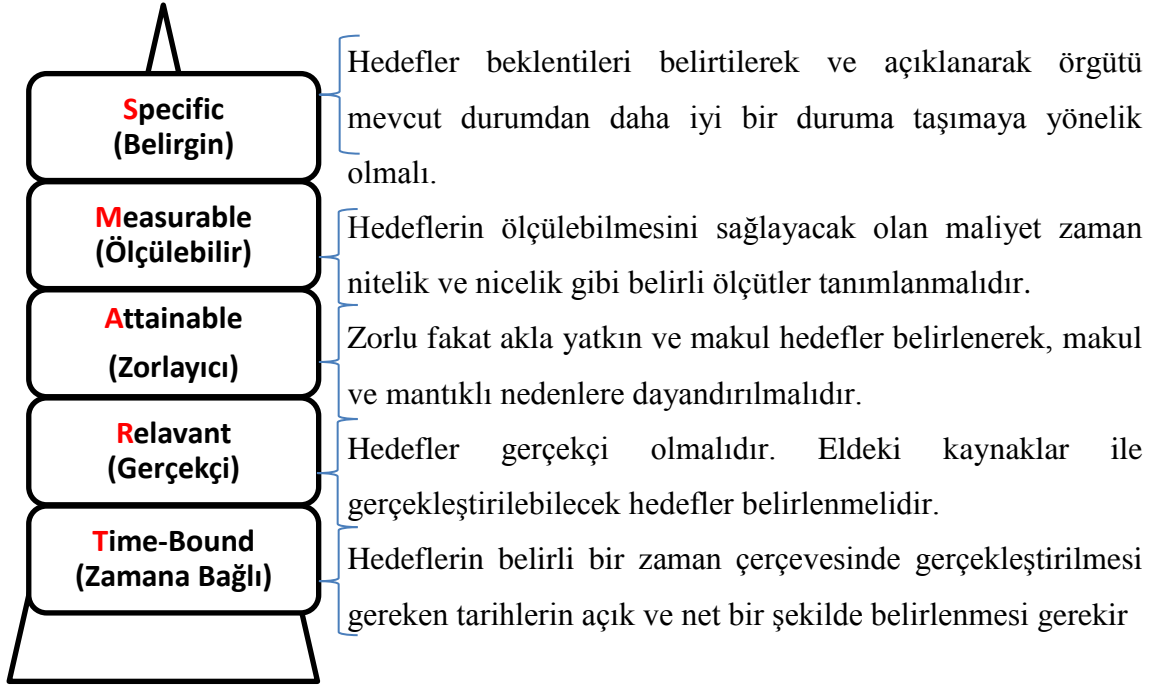 Specific
(Belirgin)
Hedefler beklentileri belirtilerek ve açıklanarak örgütü
mevcut durumdan daha iyi bir duruma taşımaya yönelik
olmalı.
Measurable
(Ölçülebilir)
Hedeflerin ölçülebilmesini sağlayacak olan maliyet zaman
nitelik ve nicelik gibi belirli ölçütler tanımlanmalıdır.
Attainable
(Zorlayıcı)
Zorlu fakat akla yatkın ve makul hedefler belirlenerek, makul
ve mantıklı nedenlere dayandırılmalıdır.
Relavant
(Gerçekçi)
Hedefler gerçekçi olmalıdır. Eldeki kaynaklar ile
gerçekleştirilebilecek hedefler belirlenmelidir.
Time-Bound
(Zamana Bağlı)
Hedeflerin belirli bir zaman çerçevesinde gerçekleştirilmesi
gereken tarihlerin açık ve net bir şekilde belirlenmesi gerekir